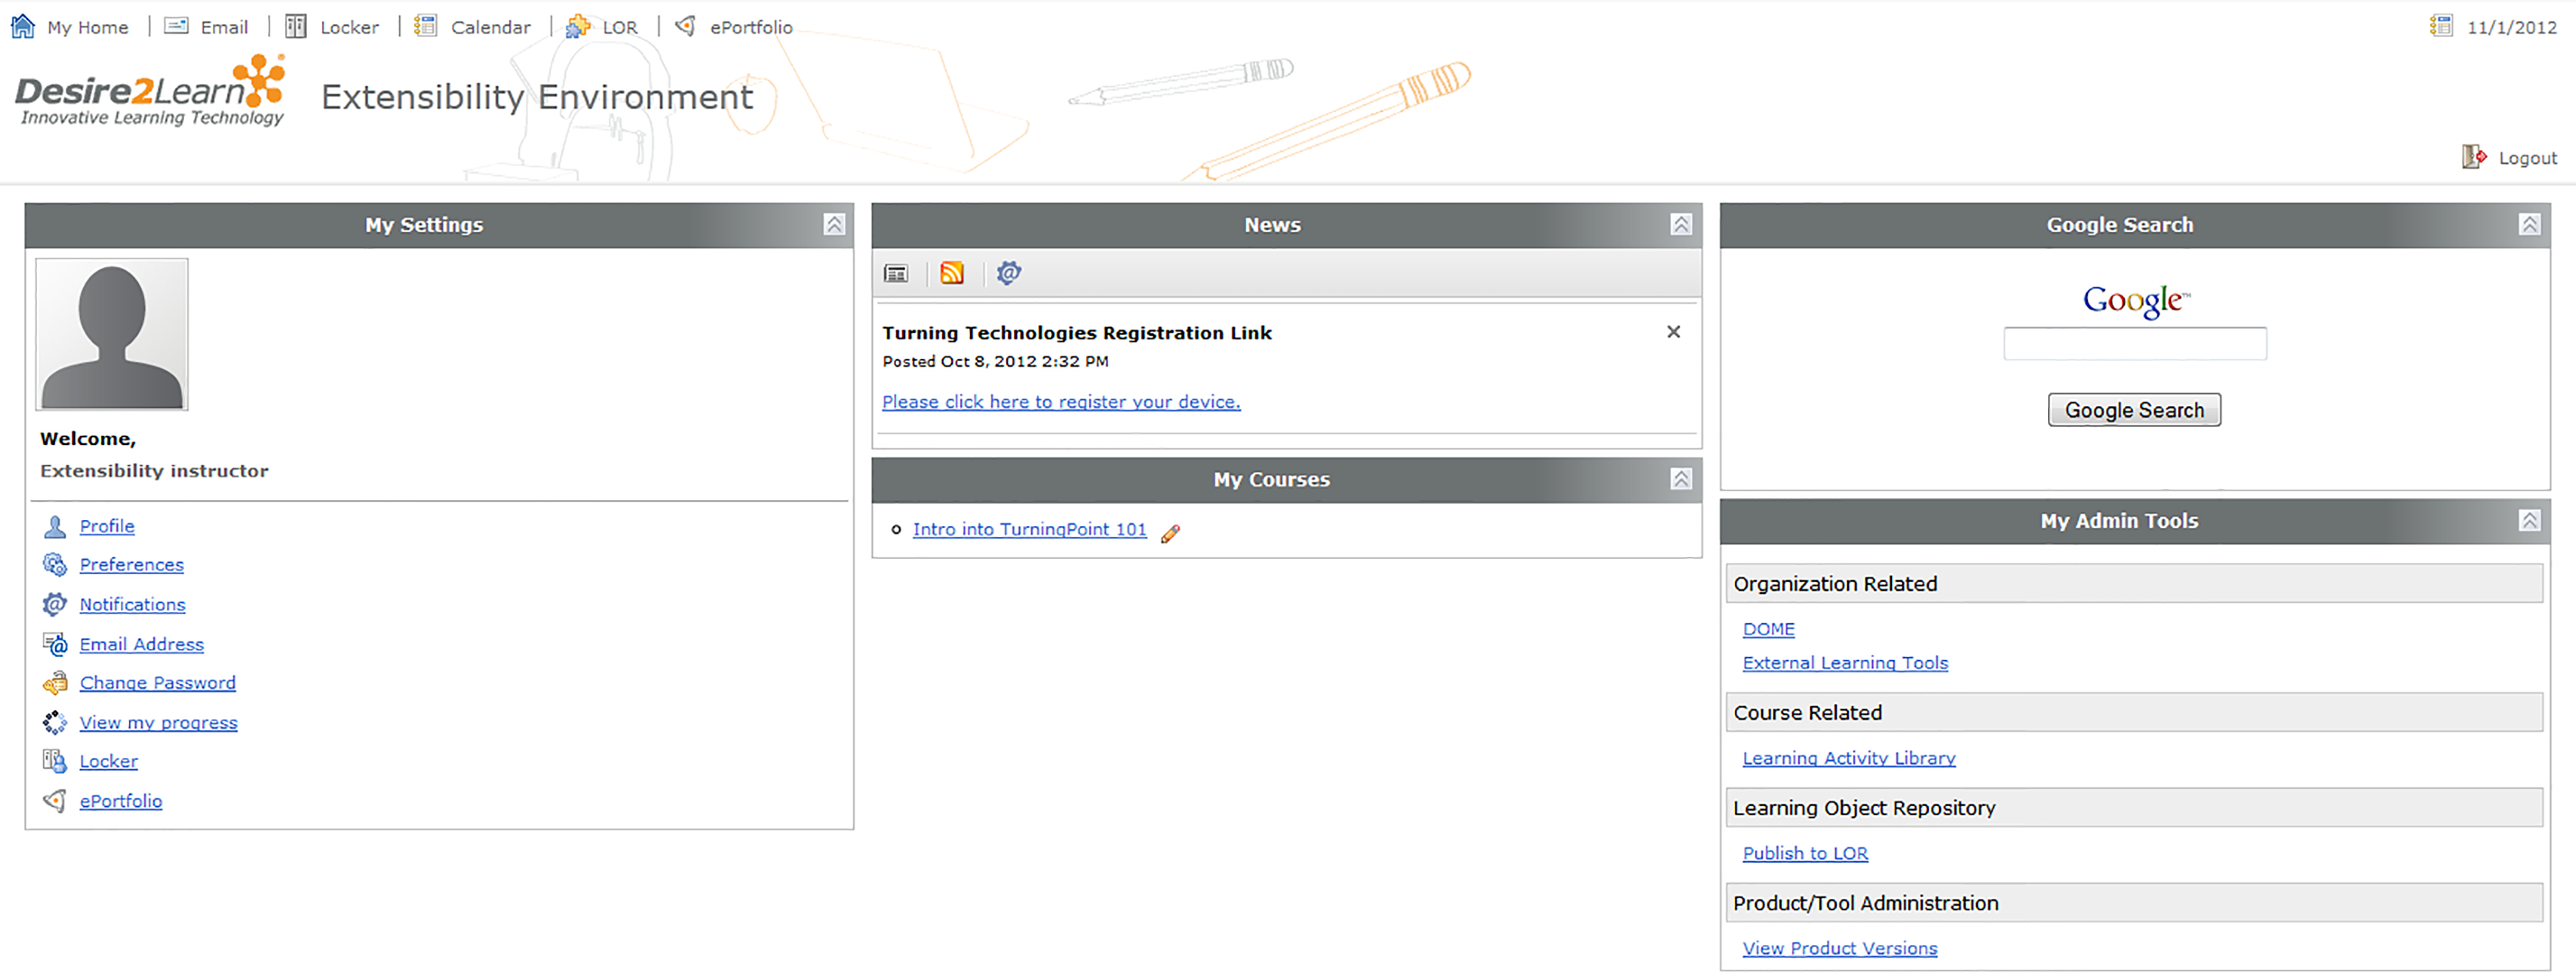 My Home | Email | Locker | Calendar | LOR | ePortfolio
11/1/2012
Desire2Learn
Innovative Learning Technology
Extensibility Environment
Logout
My Settings
Welcome,
Extensibility instructor
Profile
Preferences
Notifications
Email Address
Change Password
View my progress
Locker
ePortfolio
News
Turning Technologies Registration Link
Posted Oct 8, 2012 2:32 PM
Please click here to register your device.
My Courses
Intro into TurningPoint 101
Google Search
Google™
Google Search
My Admin Tools
Organization Related
DOME
External Learning Tools
Course Related
Learning Activity Library
Learning Object Repository
Publish to LOR
Product/Tool Administration
View Product Versions